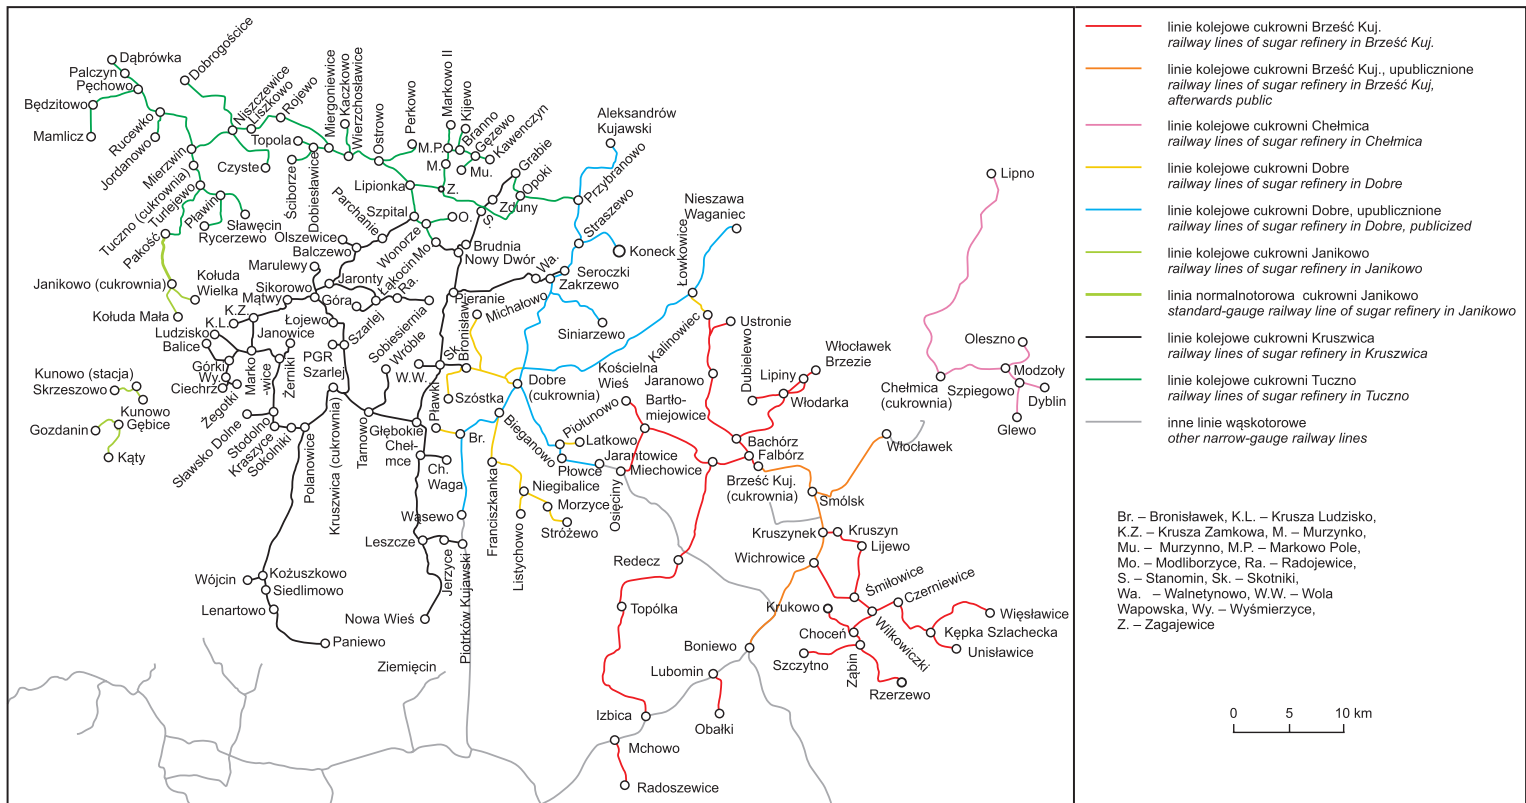 Dąbrówka
Palczyn
Pęchowo
Będzitowo
Mamlicz
Rucewko
Jordanowo
Mierzwin
Tuczno (cukrownia)
Turlejewo
Pławin
Pakość
Sławęcin
Rycerzewo
Dobrogościce
Niszczewice
Liszkowo
Rojewo
Topola
Czyste
Ściborze
Dobiesławice
Miergoniewice
Kaczkowo
Wierzchosławice
Ostrowo
Perkowo
Markowo II
Kijewo
Branno
Gęzewo
Kawenczyn
M.P.
M.
Mu.
Z.
Lipionka
Grabie
Opoki
Zduny
S.
Szpital
O.
Parchanie
Wonorze
Mo.
Brudnia
Nowy Dwór
Olszewice
Balczewo
Marulewy
Jaronty
Sikorowo
Mątwy
Góra
Łąkocin
Ra.
Szarlej
Łojewo
Sobiesiernia
Wróble
Pieranie
Wa.
Seroczki
Zakrzewo
Michałowo
Siniarzewo
Aleksandrów
Kujawski
Przybranowo
Straszewo
Koneck
Nieszawa
Waganiec
Łowkowice
Janikowo (cukrownia)
Kołuda
Wielka
Kołuda Mała
K.Z.
K.L.
Ludzisko
Balice
Janowice
Górki
Wy.
Ciechrz
Żegotki
Markowice
Żerniki
PGR
Szarlej
Kunowo (stacja)
Skrzeszowo
Kunowo
Gębice
Gozdanin
Kąty
Sławsko Dolne
Stodolno
Kraszyce
Sokolniki
Polanowice
Kruszwica (cukrownia)
Tarnowo
Głębokie
Cheł-
mce
Ch.
Waga
W.W.
Sk.
Bronisław
Pławki
Szóstka
Br.
Dobre
(cukrownia)
Bieganowo
Franciszkanka
Wąsewo
Leszcze
Jerzyce
Nowa Wieś
Piotrków Kujawski
Wójcin
Kożuszkowo
Siedlimowo
Lenartowo
Paniewo
Ziemięcin
Niegibalice
Morzyce
Stróżewo
Listychowo
Piołunowo
Latkowo
Płowce
Jarantowice
Osięciny
Miechowice
Kościelna
Wieś
Bartło-
miejowice
Kalinowiec
Ustronie
Jaranowo
Dubielewo
Lipiny
Włocławek
Brzezie
Włodarka
Bachórz
Falbórz
Brześć Kuj.
(cukrownia)
Smólsk
Włocławek
Kruszynek
Kruszyn
Lijewo
Wichrowice
Śmiłowice
Czerniewice
Więsławice
Kępka Szlachecka
Unisławice
Wilkowiczki
Krukowo
Choceń
Szczytno
Ząbin
Rzerzewo
Redecz
Topólka
Boniewo
Lubomin
Obałki
Izbica
Mchowo
Radoszewice
Lipno
Oleszno
Modzoły
Szpiegowo
Dyblin
Glewo
Chełmica
(cukrownia)
linie kolejowe cukrowni Brześć Kuj.
railway lines of sugar refinery in Brześć Kuj.
linie kolejowe cukrowni Brześć Kuj., upublicznione
railway lines of sugar refinery in Brześć Kuj,
afterwards public
linie kolejowe cukrowni Chełmica
railway lines of sugar refinery in Chełmica
linie kolejowe cukrowni Dobre
railway lines of sugar refinery in Dobre
linie kolejowe cukrowni Dobre, upublicznione
railway lines of sugar refinery in Dobre, publicized
linie kolejowe cukrowni Janikowo
railway lines of sugar refinery in Janikowo
linia normalnotorowa cukrowni Janikowo
standard-gauge railway line of sugar refinery in Janikowo
linie kolejowe cukrowni Kruszwica
railway lines of sugar refinery in Kruszwica
linie kolejowe cukrowni Tuczno
railway lines of sugar refinery in Tuczno
inne linie wąskotorowe
other narrow-gauge railway lines
Br. – Bronisławek, K.L. – Krusza Ludzisko,
K.Z. – Krusza Zamkowa, M. – Murzynko,
Mu. – Murzynno, M.P. – Markowo Pole,
Mo. – Modliborzyce, Ra. – Radojewice,
S. – Stanomin, Sk. – Skotniki,
Wa. – Walnetynowo, W.W. – Wola
Wapowska, Wy. – Wyśmierzyce,
Z. – Zagajewice
0 5 10 km